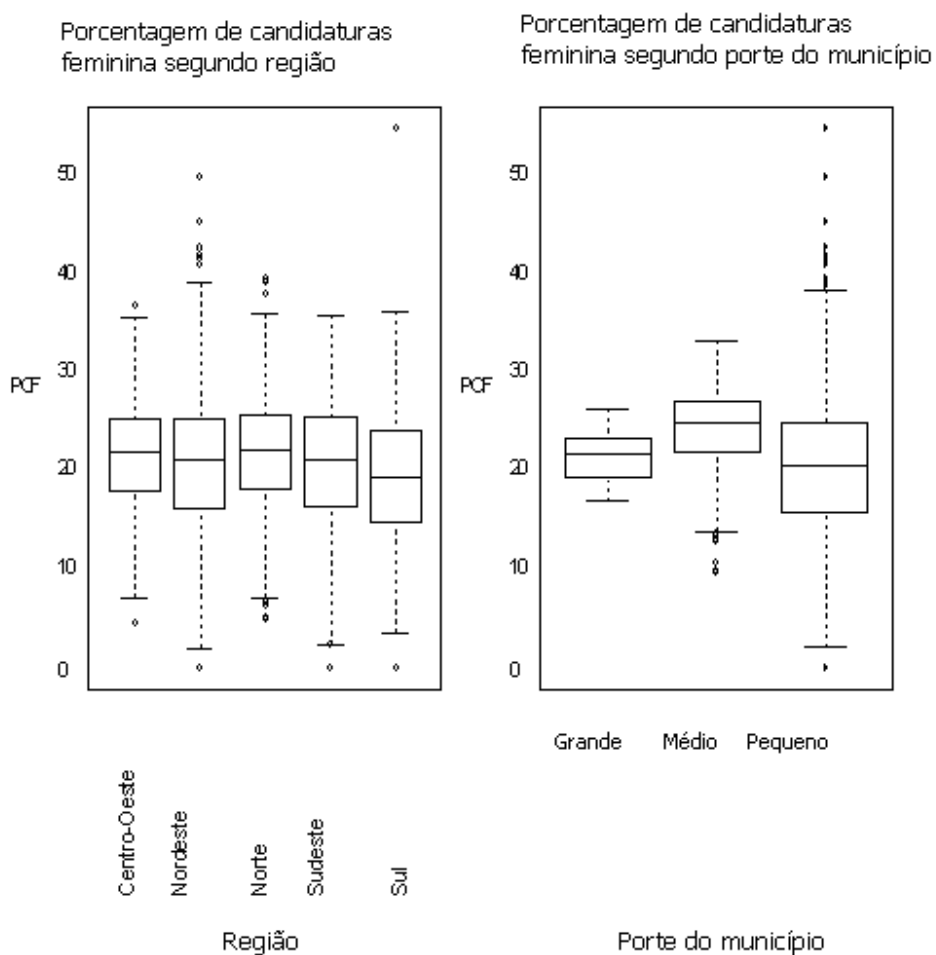 Porcentagem de candidaturas
feminina segundo região
50
40
30
PCF
20
10
0
Centro-Oeste
Nordeste
Norte
Sudeste
Sul
Região
Porcentagem de candidaturas
feminina segundo porte do município
50
40
30
PCF
20
10
0
Grande Médio Pequeno
Porte do município